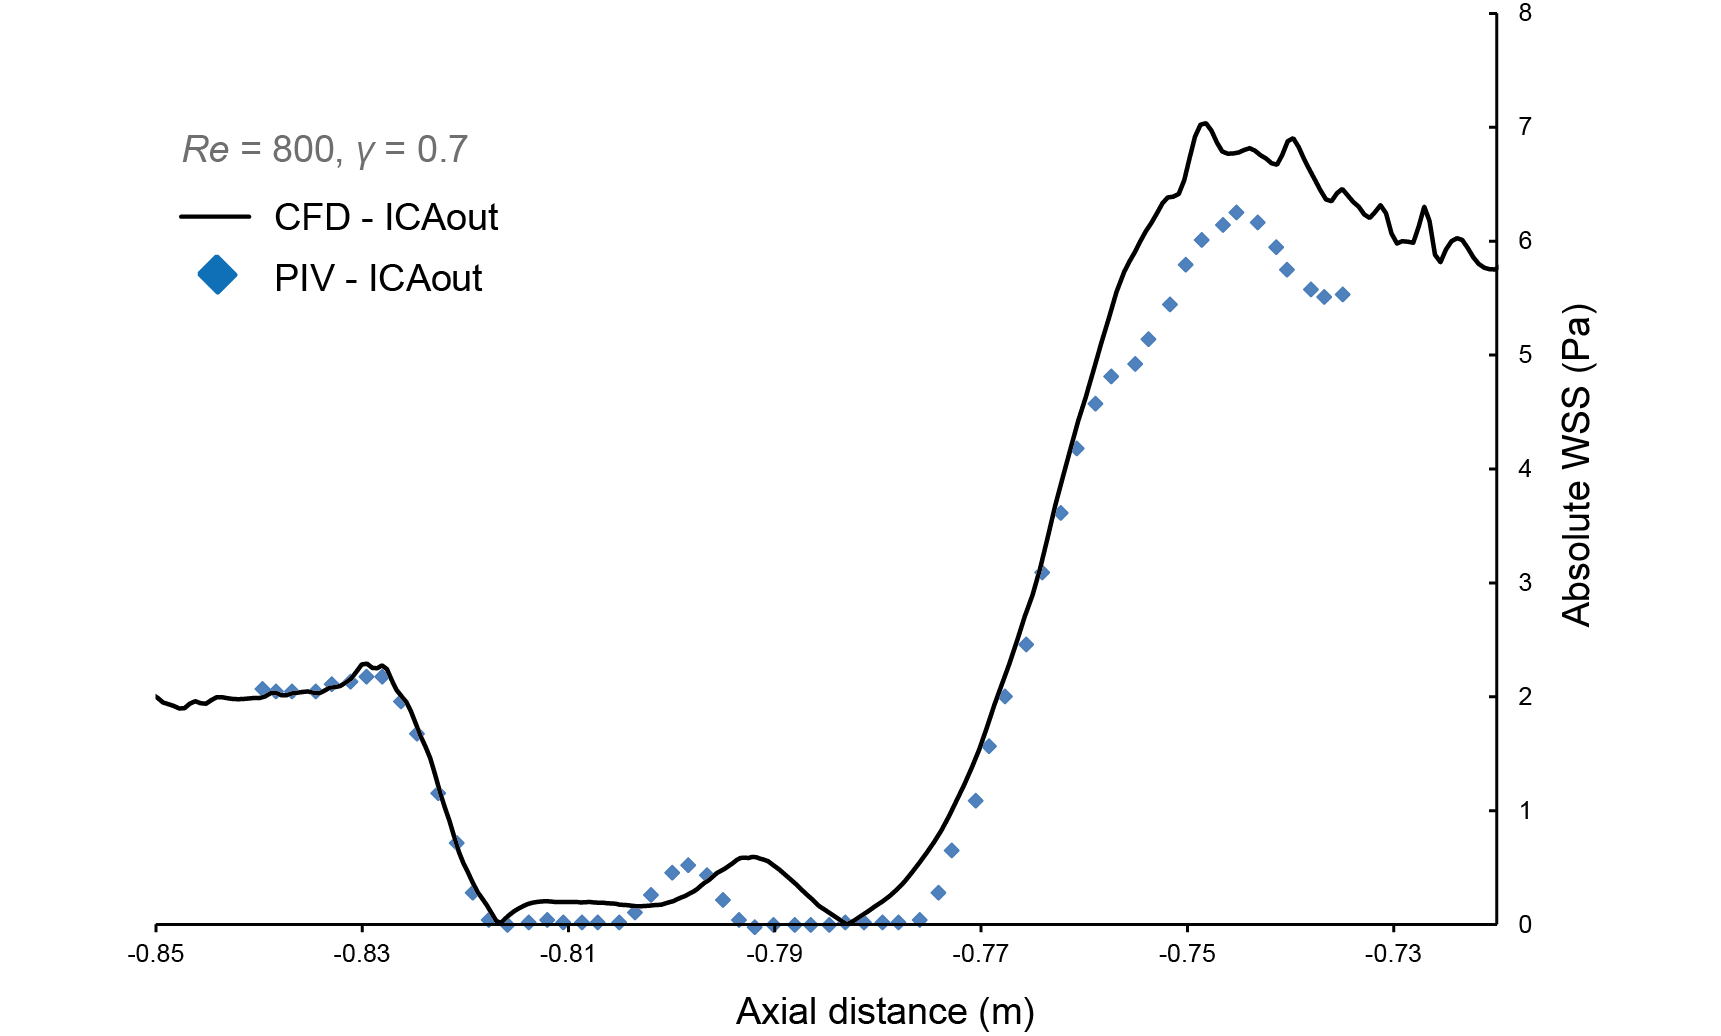 Re = 800, γ = 0.7
CFD - ICAout
PIV - ICAout
8
7
6
5
4
3
2
1
0
Absolute WSS (Pa)
-0.85 -0.83 -0.81 -0.79 -0.77 -0.75 -0.73
Axial distance (m)